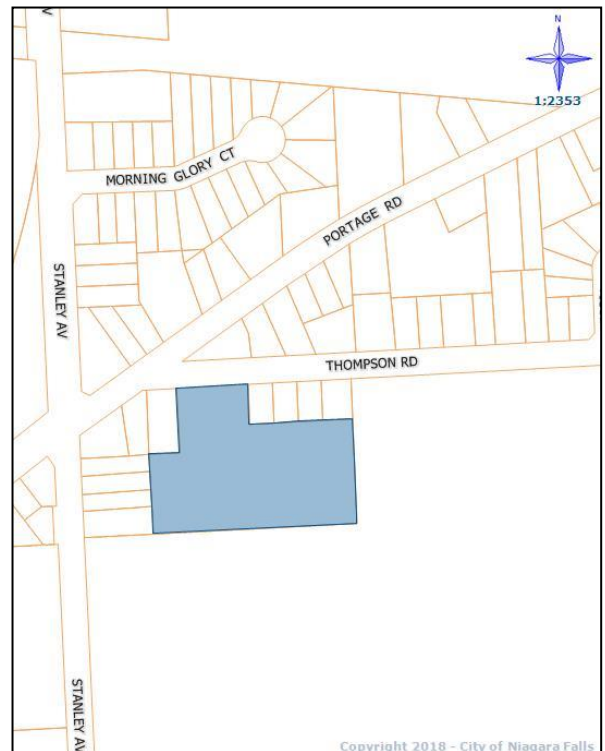 N
1:2353
MORNING GLORY CT
PORTAGE RD
STANLEY AV
THOMPSON RD
STANLEY AV
Copyright 2018 - City of Niagara Falls